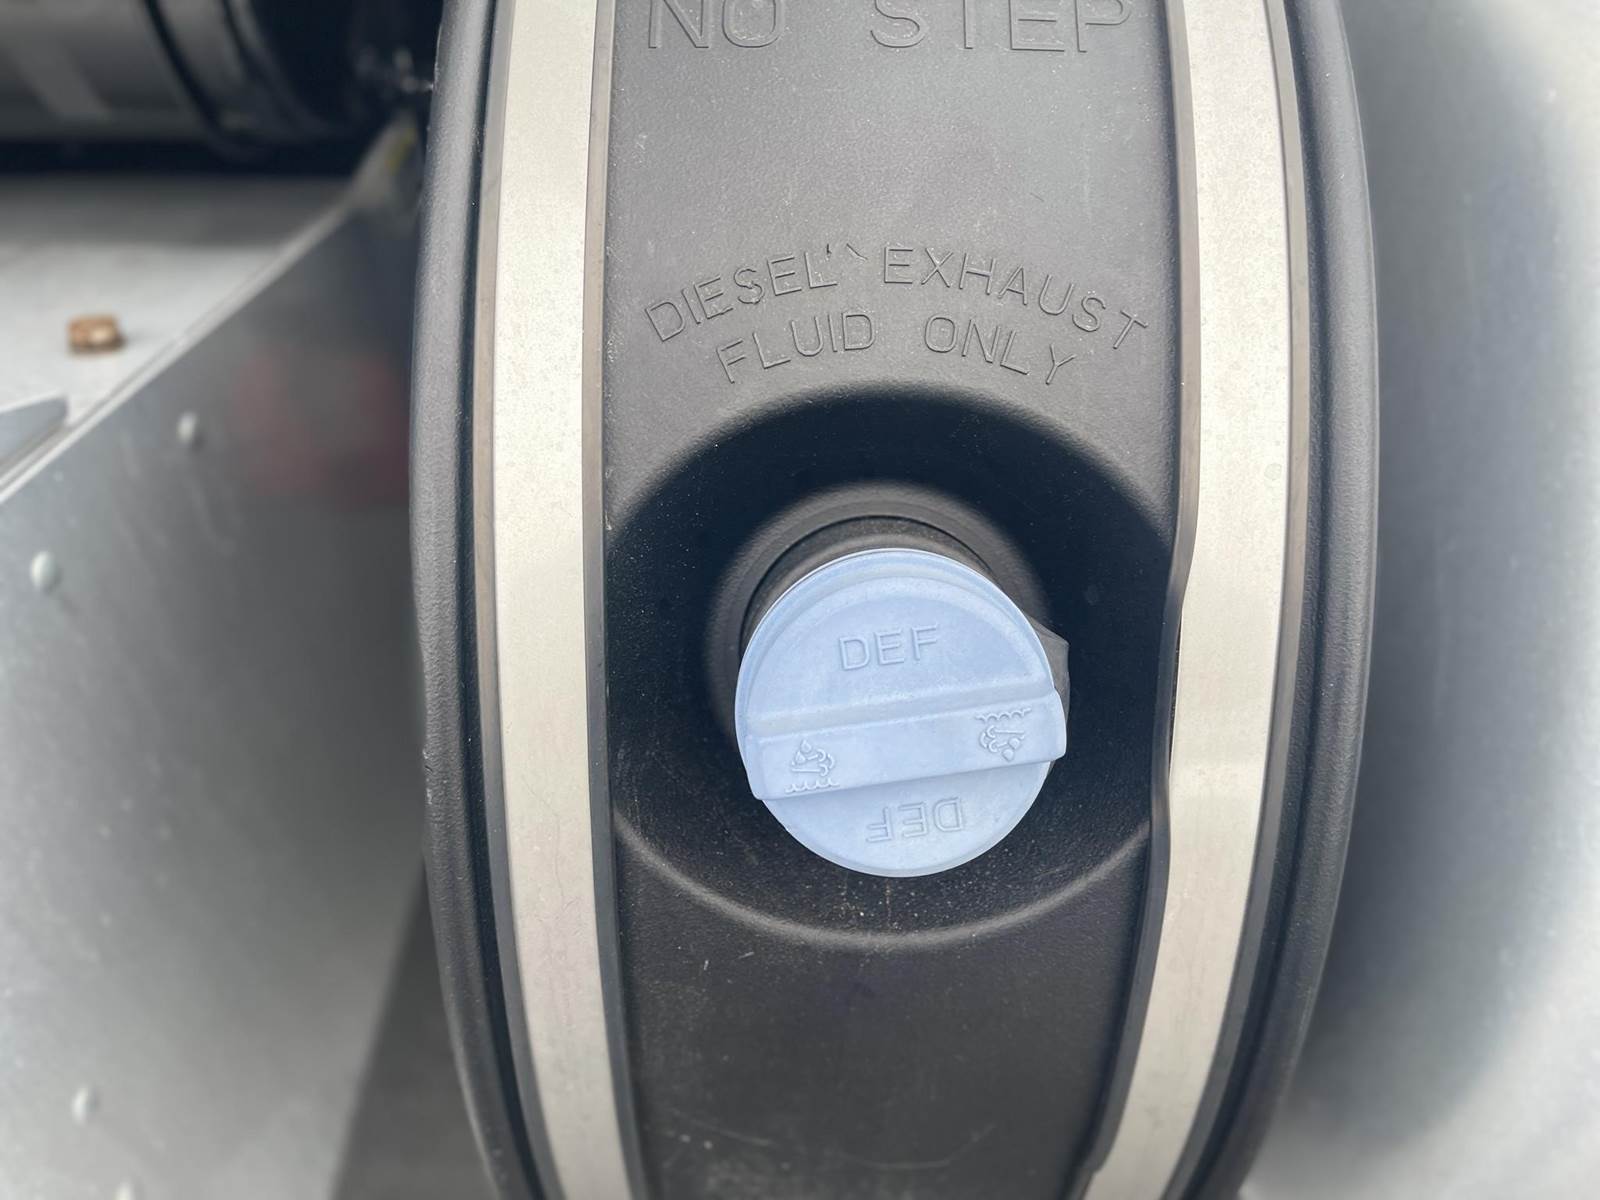 NO STEP
DIESEL EXHAUST
FLUID ONLY
DEF
DEF